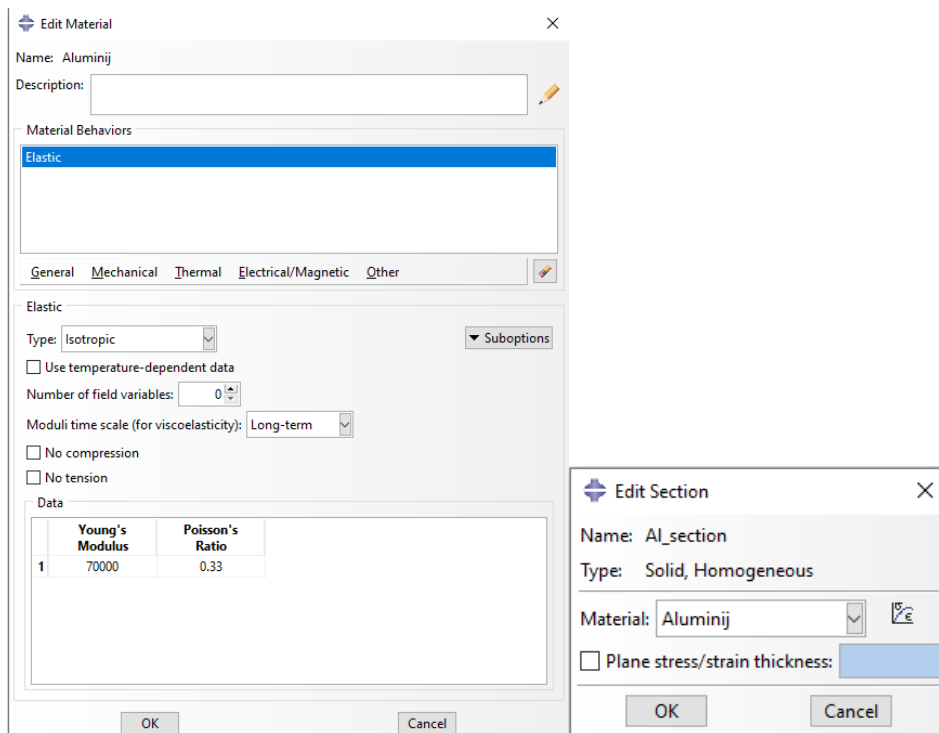 Edit Material
Name: Aluminij
Description:
Material Behaviors
Elastic
General Mechanical Thermal Electrical/Magnetic Other
Elastic
Type: Isotropic
Suboptions
Use temperature-dependent data
Number of field variables: 0
Moduli time scale (for viscoelasticity): Long-term
No compression
No tension
Data
Young's Modulus
Poisson's Ratio
1 70000 0.33
OK Cancel
Edit Section
Name: Al_section
Type: Solid, Homogeneous
Material: Aluminij
σ ε
Plane stress/strain thickness:
OK Cancel